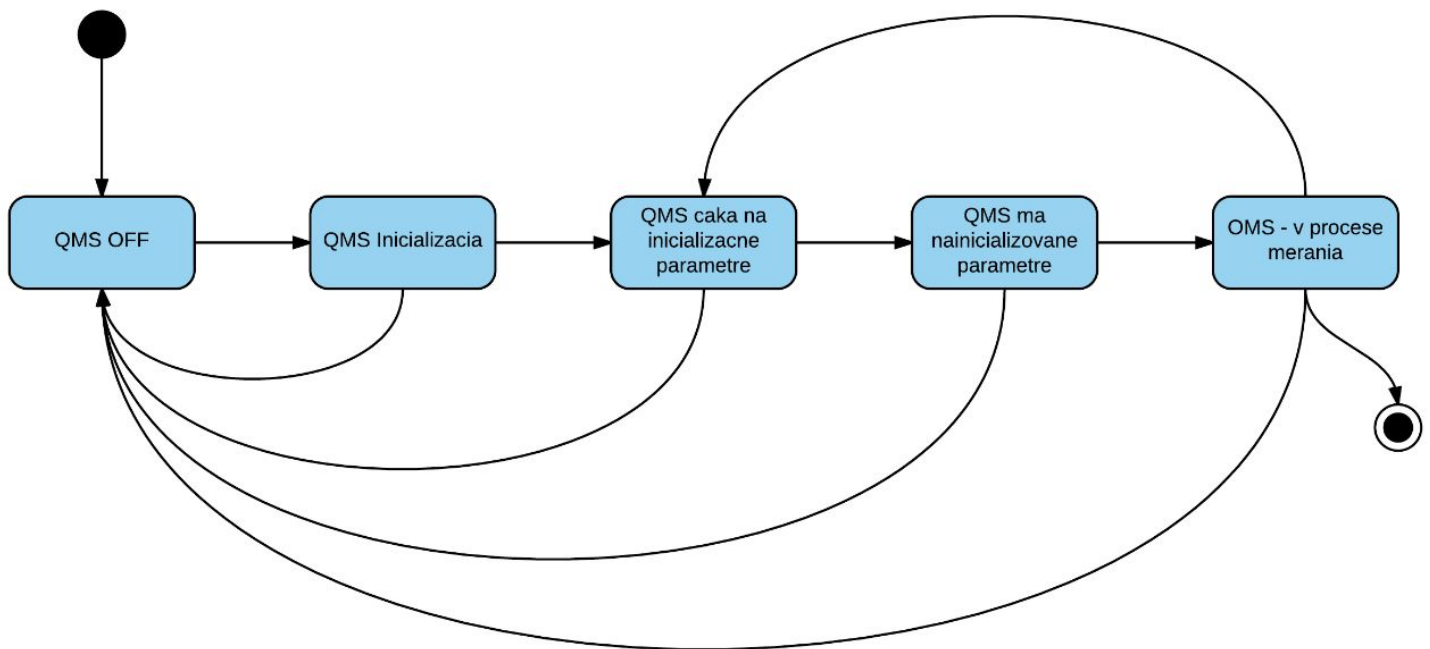 QMS OFF
QMS Inicializacia
QMS caka na
inicializacne
parametre
QMS ma
nainicializovane
parametre
OMS - v procese
merania